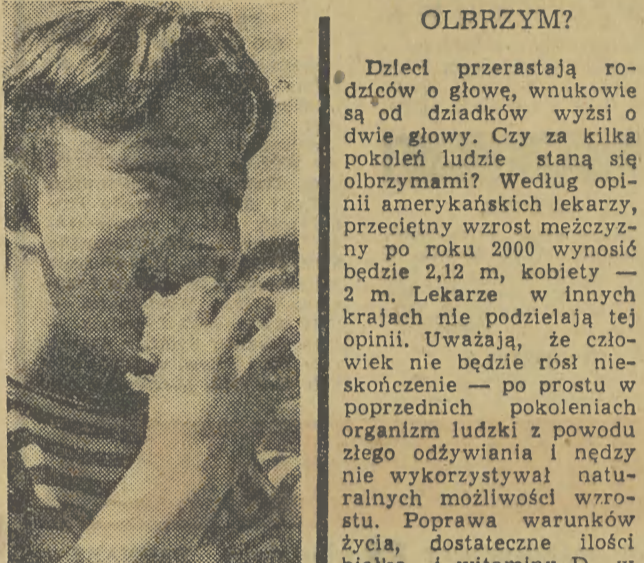 OLBRZYM?
Dzieci przerastają ro-
dziców o głowę, wnukowie
są od dziadków wyżsi o
dwie głowy. Czy za kilka
pokoleń ludzie staną się
olbrzymami? Według opi-
nii amerykańskich lekarzy,
przeciętny wzrost mężczyz-
ny po roku 2000 wynosić
będzie 2,12 m, kobiety —
2 m. Lekarze w innych
krajach nie podzielają tej
opinii. Uważają, że czło-
wiek nie będzie rósł nie-
skończenie — po prostu w
poprzednich pokoleniach
organizm ludzki z powodu
złego odżywiania i nędzy
nie wykorzystywał natu-
ralnych możliwości wzro-
stu. Poprawa warunków
życia, dostateczne ilości